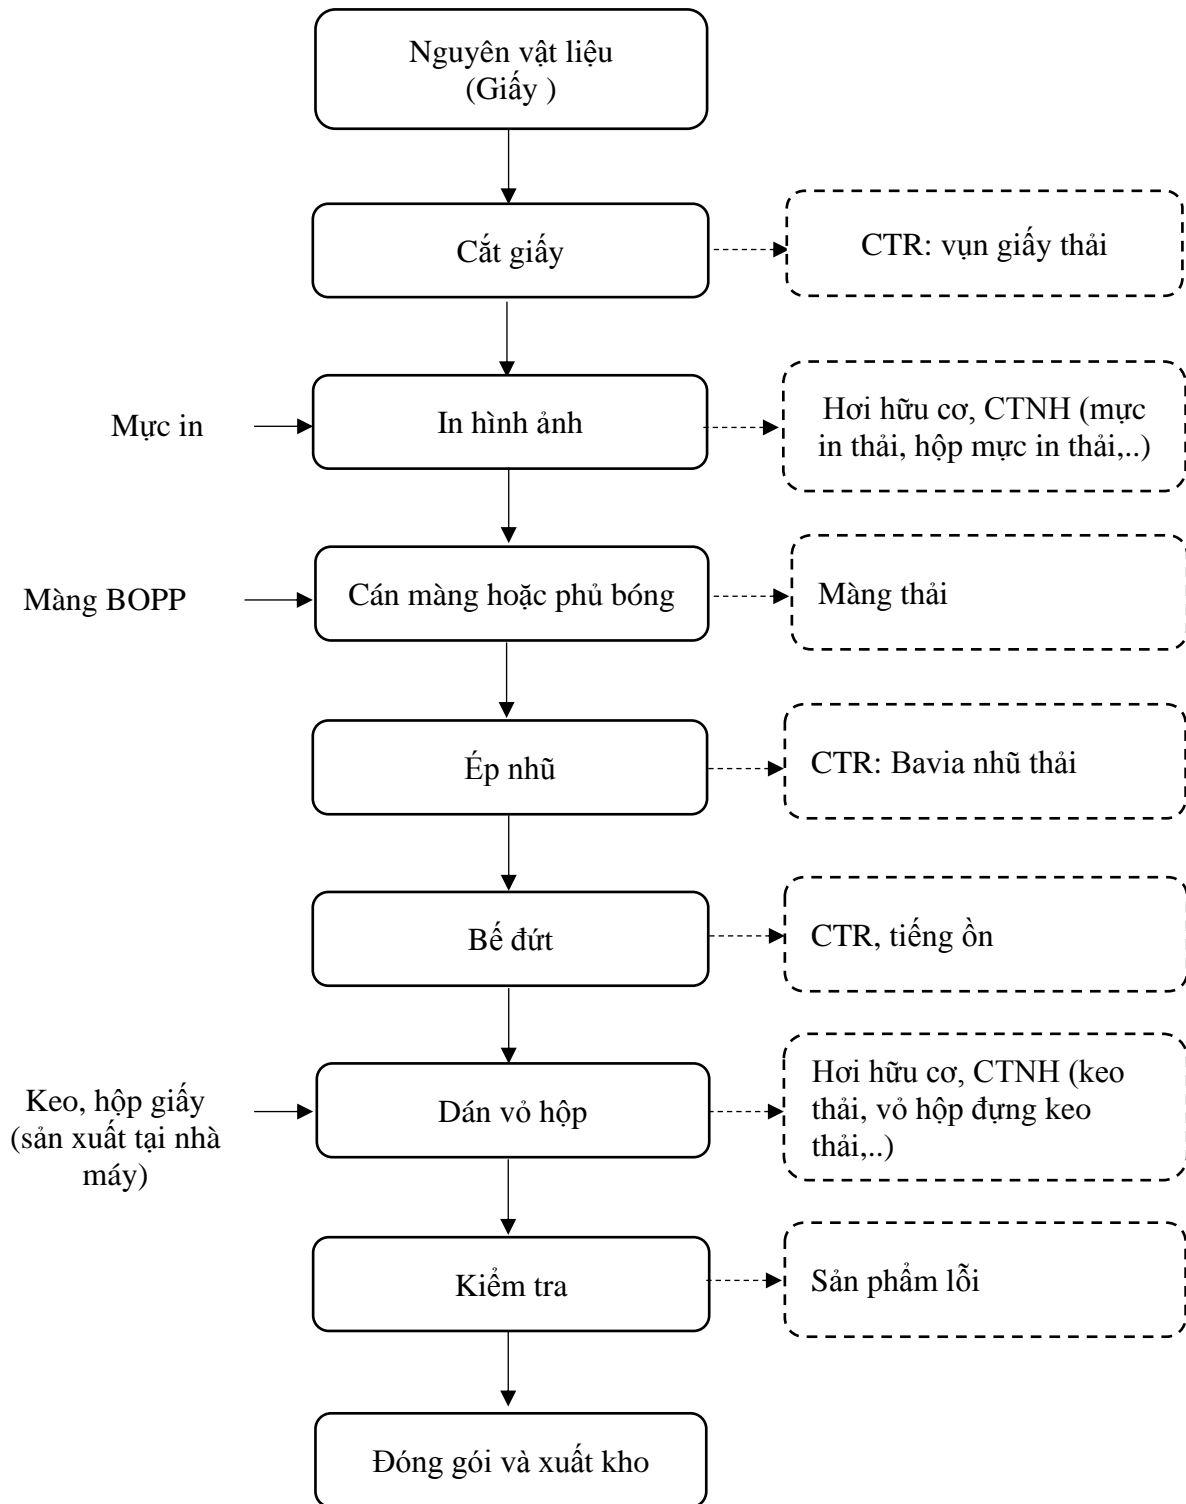 Nguyên vật liệu
(Giấy )
Cắt giấy
CTR: vụn giấy thải
Mực in
In hình ảnh
Hơi hữu cơ, CTNH (mực
in thải, hộp mực in thải,..)
Màng BOPP
Cán màng hoặc phủ bóng
Màng thải
Ép nhũ
CTR: Bavia nhũ thải
Bế đứt
CTR, tiếng ồn
Keo, hộp giấy
(sản xuất tại nhà
máy)
Dán vỏ hộp
Hơi hữu cơ, CTNH (keo
thải, vỏ hộp đựng keo
thải,..)
Kiểm tra
Sản phẩm lỗi
Đóng gói và xuất kho